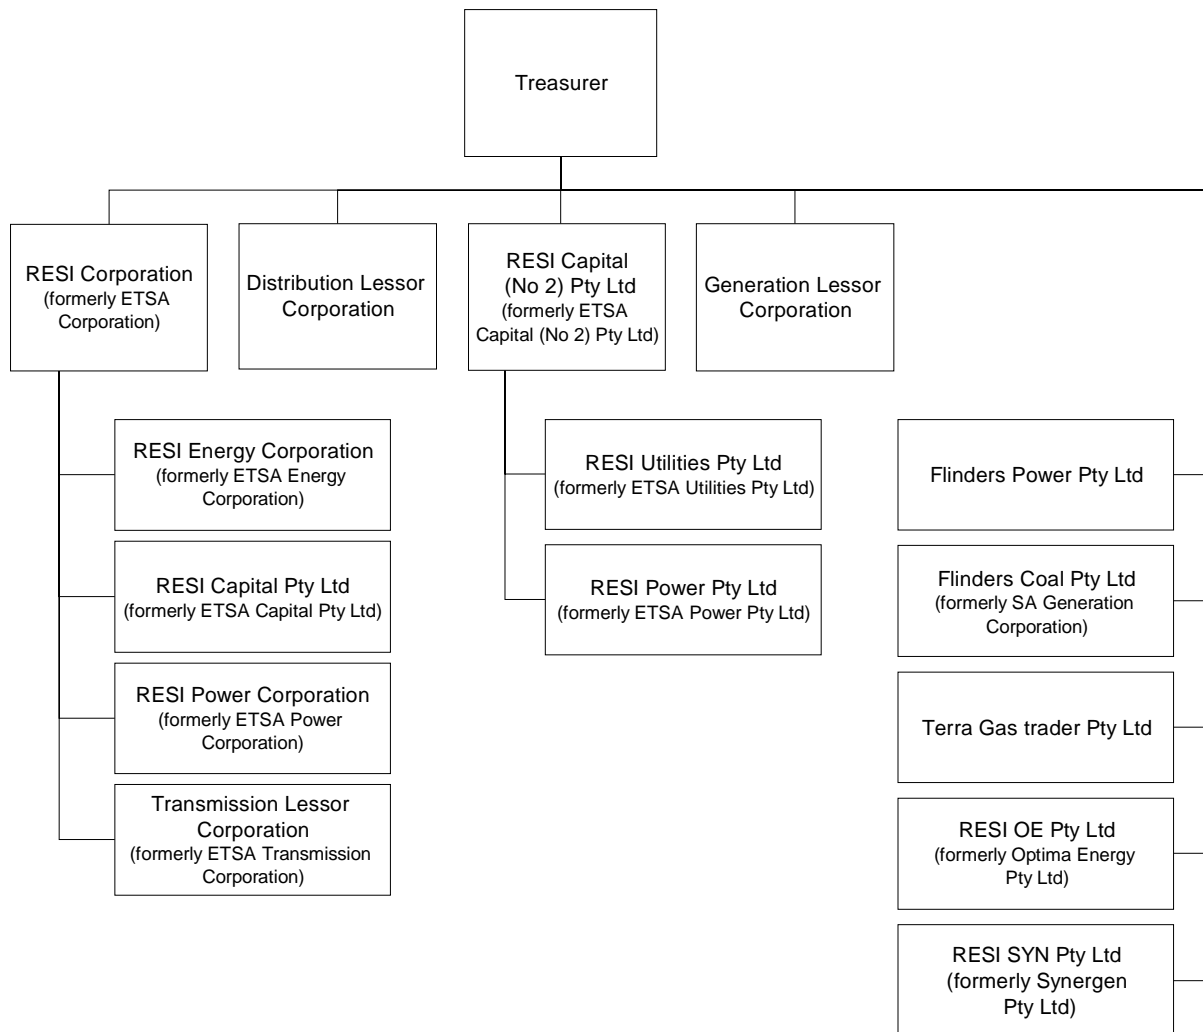 Treasurer
RESI Corporation
(formerly ETSA
Corporation)
Distribution Lessor
Corporation
RESI Capital
(No 2) Pty Ltd
(formerly ETSA
Capital (No 2) Pty Ltd)
Generation Lessor
Corporation
RESI Energy Corporation
(formerly ETSA Energy
Corporation)
RESI Capital Pty Ltd
(formerly ETSA Capital Pty Ltd)
RESI Power Corporation
(formerly ETSA Power
Corporation)
Transmission Lessor
Corporation
(formerly ETSA Transmission
Corporation)
RESI Utilities Pty Ltd
(formerly ETSA Utilities Pty Ltd)
RESI Power Pty Ltd
(formerly ETSA Power Pty Ltd)
Flinders Power Pty Ltd
Flinders Coal Pty Ltd
(formerly SA Generation
Corporation)
Terra Gas trader Pty Ltd
RESI OE Pty Ltd
(formerly Optima Energy
Pty Ltd)
RESI SYN Pty Ltd
(formerly Synergen
Pty Ltd)